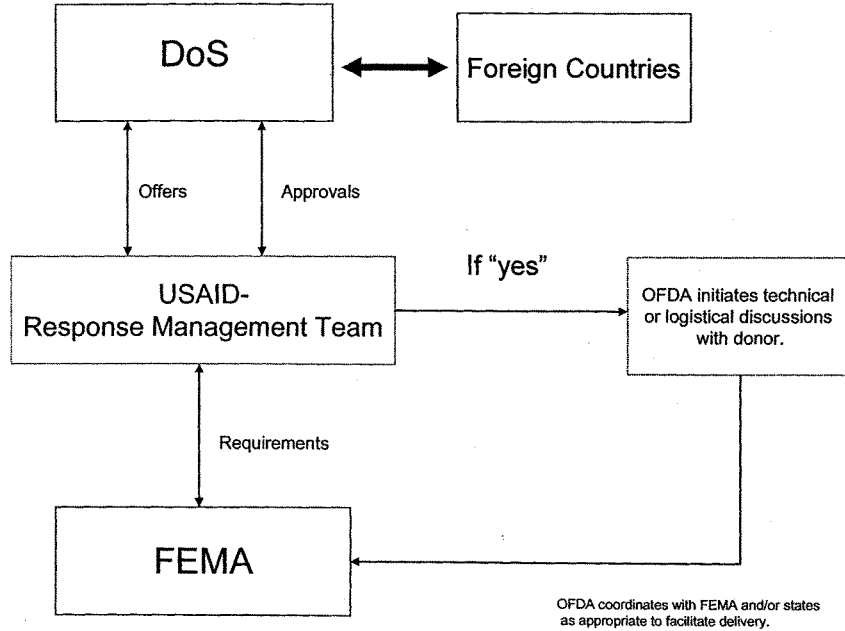 DoS
Foreign Countries
Offers
Approvals
USAID-
Response Management Team
If “yes”
OFDA initiates technical
or logistical discussions
with donor.
Requirements
FEMA
OFDA coordinates with FEMA and/or states
as appropriate to facilitate delivery.